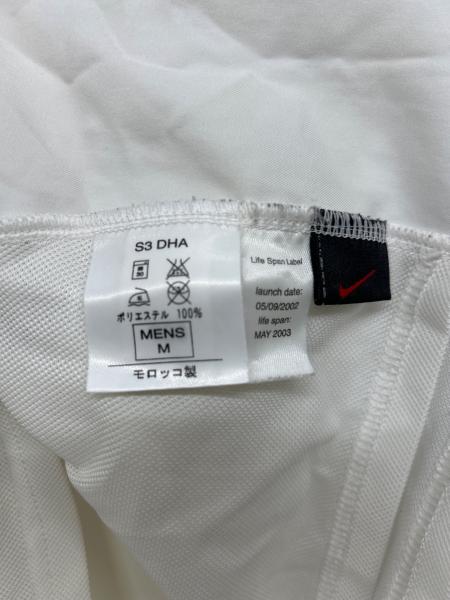 S3 DHA
ポリエステル 100%
MENS
M
モロッコ製
Life Span Label
launch date:
05/09/2002
life span:
MAY 2003